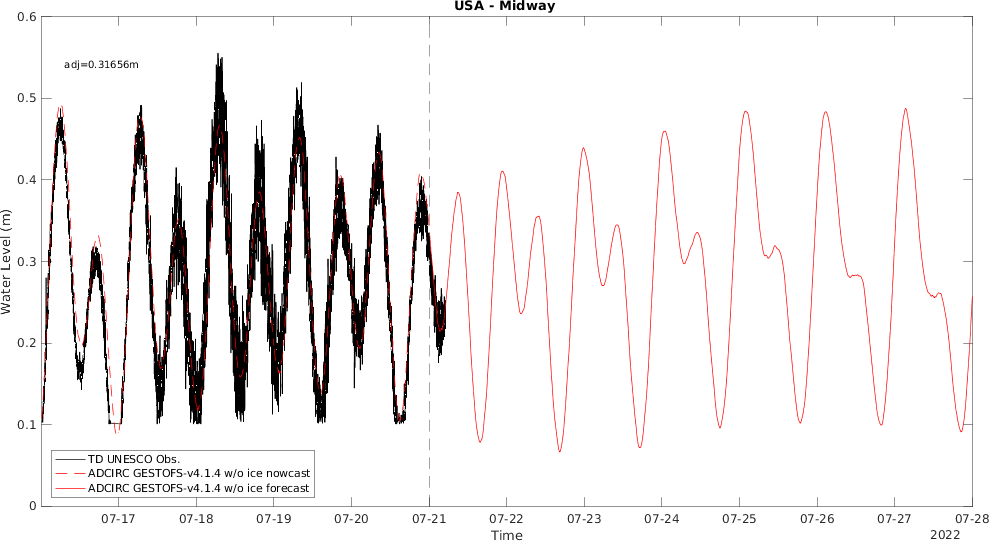 USA - Midway
0.6
0.5
0.4
0.3
0.2
0.1
0
Water Level (m)
adj=0.31656m
TD UNESCO Obs.
ADCIRC GESTOFS-v4.1.4 w/o ice nowcast
ADCIRC GESTOFS-v4.1.4 w/o ice forecast
07-17 07-18 07-19 07-20 07-21 07-22 07-23 07-24 07-25 07-26 07-27 07-28
Time
2022